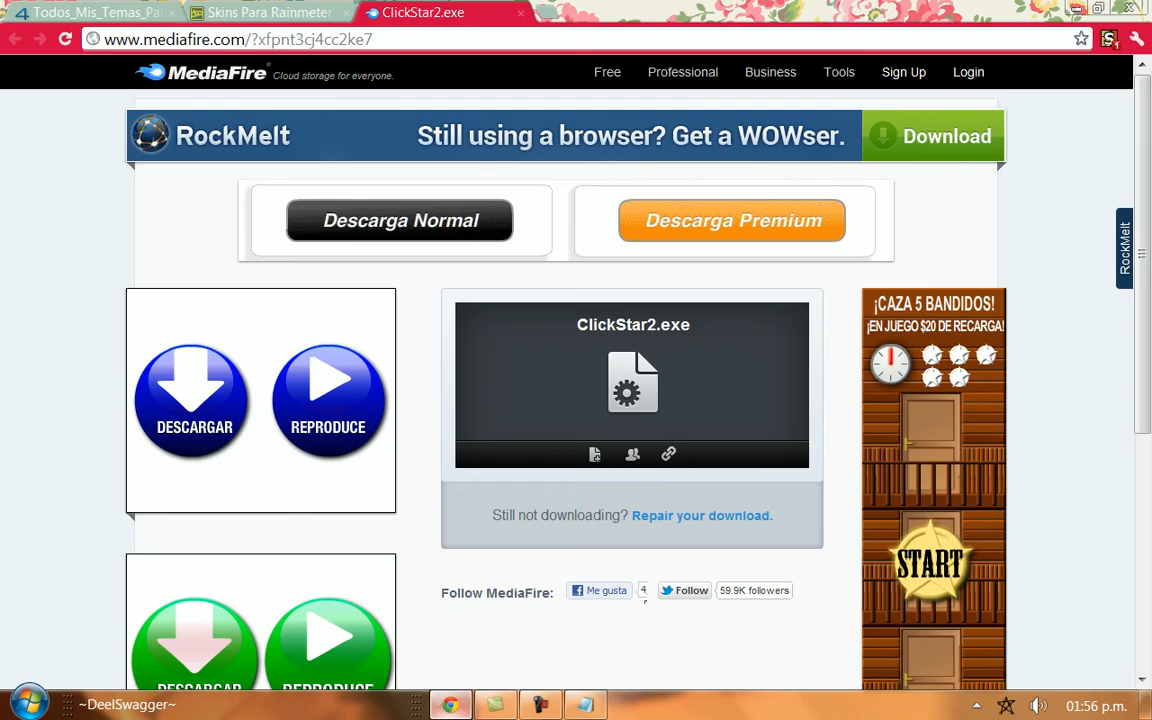 Todos_Mis_Temas_Pa
Skins Para Rainmeter
ClickStar2.exe
www.mediafire.com/?xfpnt3cj4cc2ke7
MediaFire Cloud storage for everyone.
Free Professional Business Tools Sign Up Login
RockMelt Still using a browser? Get a WOWser. Download
Descarga Normal
Descarga Premium
RockMelt
DESCARGAR
REPRODUCE
ClickStar2.exe
Still not downloading? Repair your download.
Follow MediaFire: Me gusta 4 Follow 59.9K followers
¡CAZA 5 BANDIDOS!
¡EN JUEGO $20 DE RECARGA!
START
DESCARGAR
REPRODUCE
~DeelSwagger~
01:56 p.m.